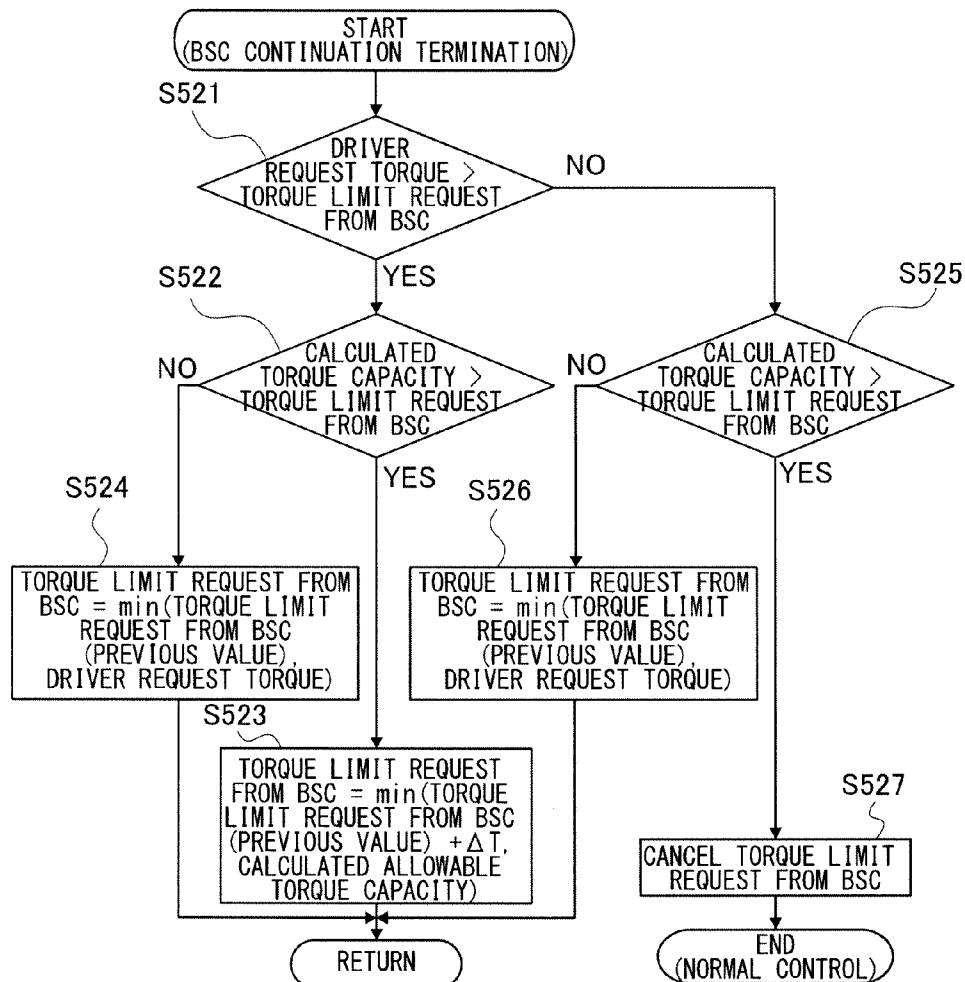 START
(BSC CONTINUATION TERMINATION)
S521
DRIVER
REQUEST TORQUE >
TORQUE LIMIT REQUEST
FROM BSC
NO
YES
S522
CALCULATED
TORQUE CAPACITY >
TORQUE LIMIT REQUEST
FROM BSC
NO
YES
S525
CALCULATED
TORQUE CAPACITY >
TORQUE LIMIT REQUEST
FROM BSC
NO
YES
S524
TORQUE LIMIT REQUEST FROM
BSC = min(TORQUE LIMIT
REQUEST FROM BSC
(PREVIOUS VALUE),
DRIVER REQUEST TORQUE)
S526
TORQUE LIMIT REQUEST FROM
BSC = min(TORQUE LIMIT
REQUEST FROM BSC
(PREVIOUS VALUE),
DRIVER REQUEST TORQUE)
S523
TORQUE LIMIT REQUEST
FROM BSC = min(TORQUE
LIMIT REQUEST FROM BSC
(PREVIOUS VALUE) +ΔT,
CALCULATED ALLOWABLE
TORQUE CAPACITY)
S527
CANCEL TORQUE LIMIT
REQUEST FROM BSC
RETURN
END
(NORMAL CONTROL)